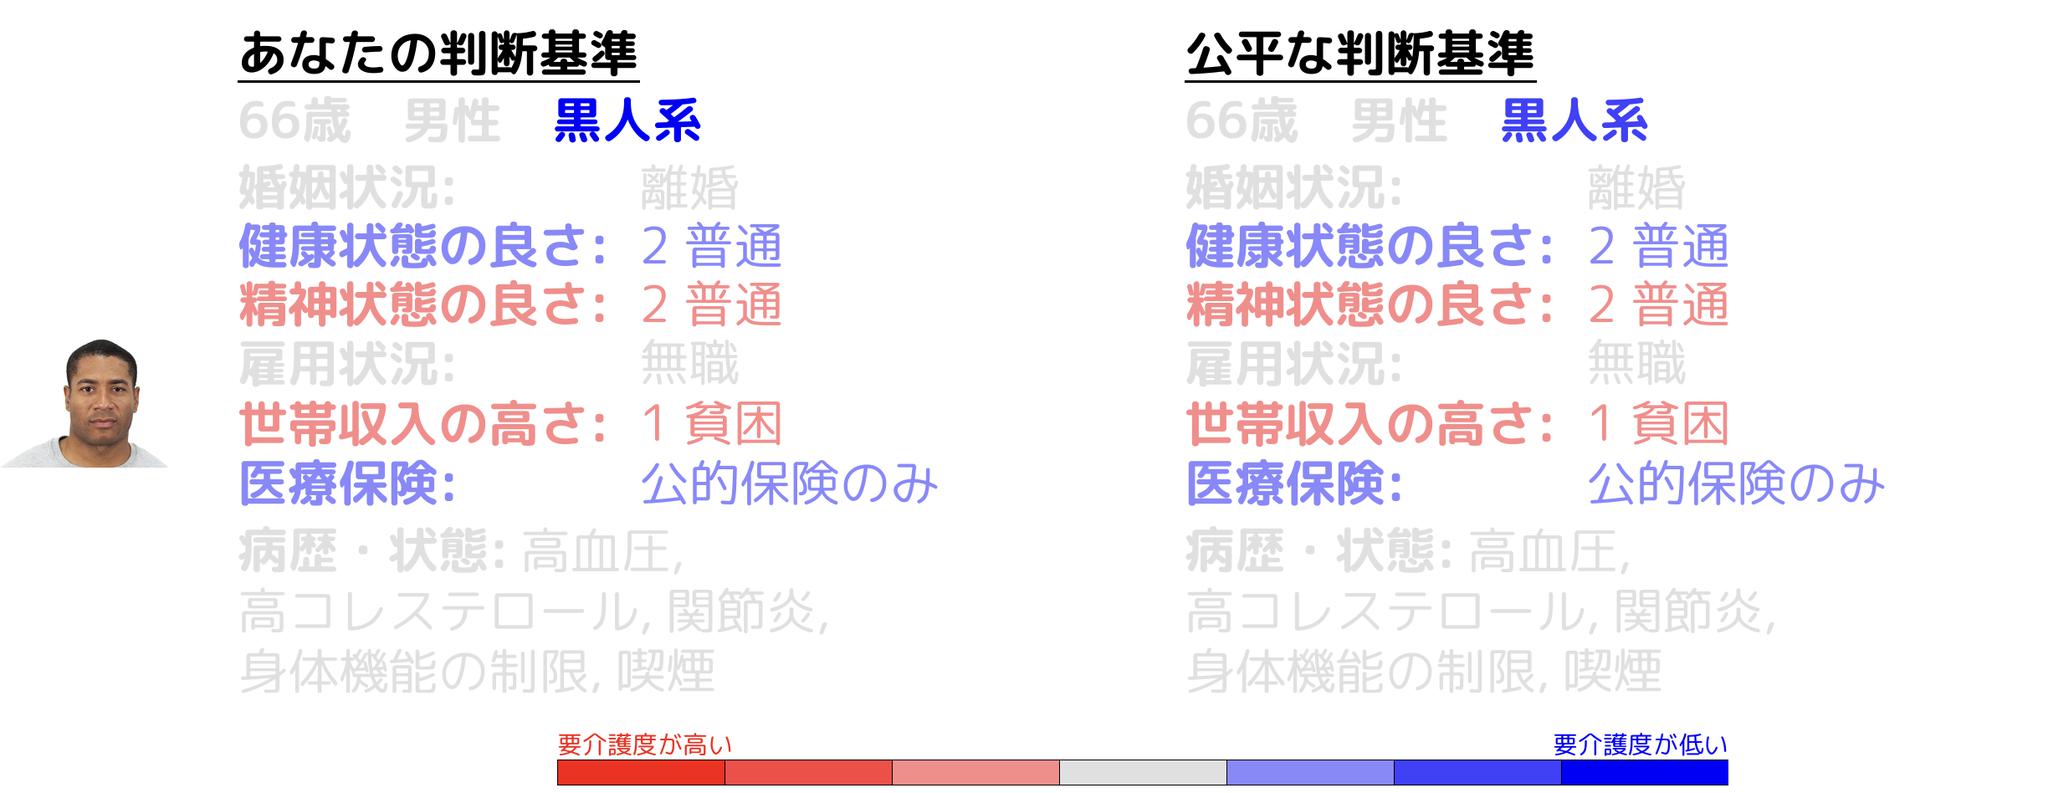 あなたの判断基準
66歳 男性 黒人系
婚姻状況: 離婚
健康状態の良さ: 2 普通
精神状態の良さ: 2 普通
雇用状況: 無職
世帯収入の高さ: 1 貧困
医療保険: 公的保険のみ
病歴・状態: 高血圧,
高コレステロール, 関節炎,
身体機能の制限, 喫煙
公平な判断基準
66歳 男性 黒人系
婚姻状況: 離婚
健康状態の良さ: 2 普通
精神状態の良さ: 2 普通
雇用状況: 無職
世帯収入の高さ: 1 貧困
医療保険: 公的保険のみ
病歴・状態: 高血圧,
高コレステロール, 関節炎,
身体機能の制限, 喫煙
要介護度が高い
要介護度が低い